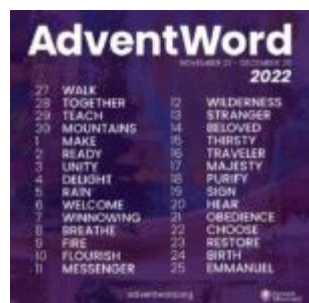 AdventWord
NOVEMBER 27 - DECEMBER 25
2022
27 WALK
28 TOGETHER
29 TEACH
30 MOUNTAINS
1 MAKE
2 READY
3 UNITY
4 DELIGHT
5 RAIN
6 WELCOME
7 WINNOWING
8 BREATHE
9 FIRE
10 FLOURISH
11 MESSENGER
12 WILDERNESS
13 STRANGER
14 BELOVED
15 THIRSTY
16 TRAVELER
17 MAJESTY
18 PURIFY
19 SIGN
20 HEAR
21 OBEDIENCE
22 CHOOSE
23 RESTORE
24 BIRTH
25 EMMANUEL
adventword.org